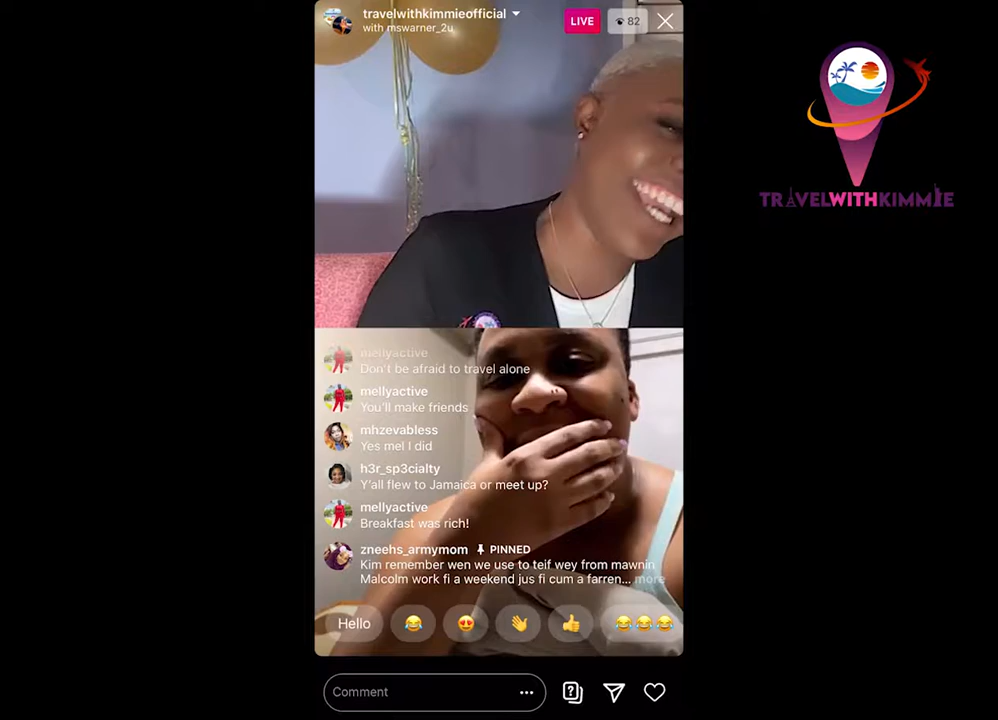 travelwithkimmieofficial
with mswarner_2u
LIVE
82
TRAVELWITHKIMMIE
mellyactive
Don't be afraid to travel alone
mellyactive
You'll make friends
mhzevabless
Yes mel I did
h3r_sp3cialty
Y'all flew to Jamaica or meet up?
mellyactive
Breakfast was rich!
zneehs_armymom PINNED
Kim remember wen we use to teif wey from mawnin
Malcolm work fi a weekend jus fi cum a farren... more
Hello
Comment